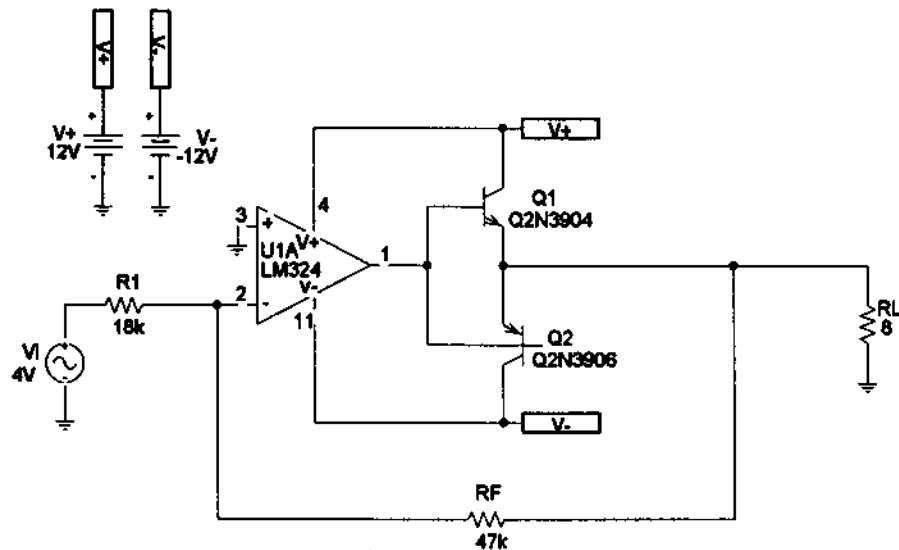 V+
V-
V+
12V
V-
-12V
V+
4
Q1
Q2N3904
3
+
V+
U1A
LM324
1
V-
R1
2
-
11
18k
RL
8
VI
4V
Q2
Q2N3906
V-
RF
47k